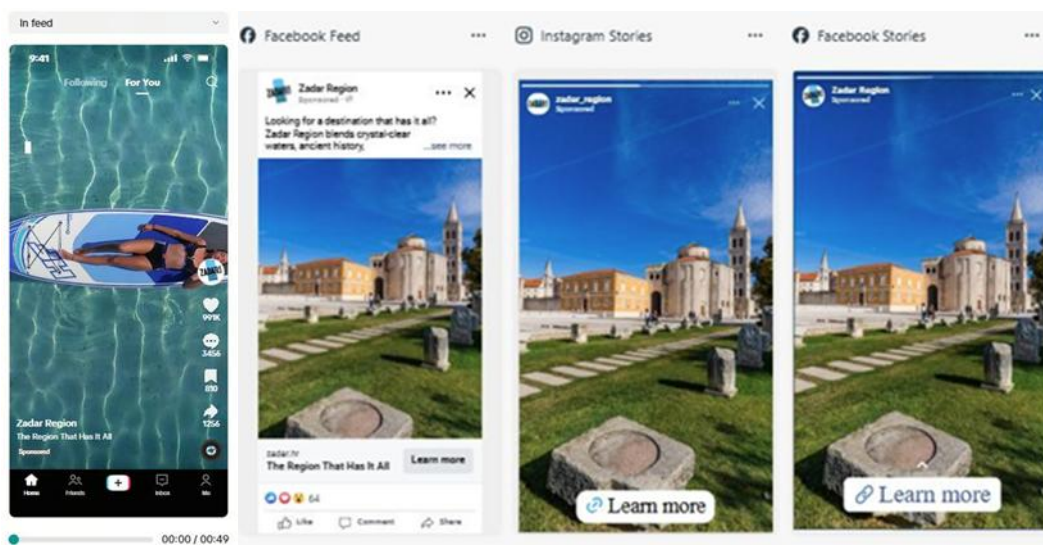 In feed
9:41
Following For You
ZADAR
991K
3456
810
1256
Zadar Region
The Region That Has It All
Sponsored
Home Friends Inbox Me
00:00 / 00:49
Facebook Feed
Zadar Region
Sponsored
Looking for a destination that has it all?
Zadar Region blends crystal-clear
waters, ancient history, ...see more
zadar.hr
The Region That Has It All
Learn more
64
Like Comment Share
Instagram Stories
zadar_region
Sponsored
Learn more
Facebook Stories
Zadar Region
Sponsored
Learn more